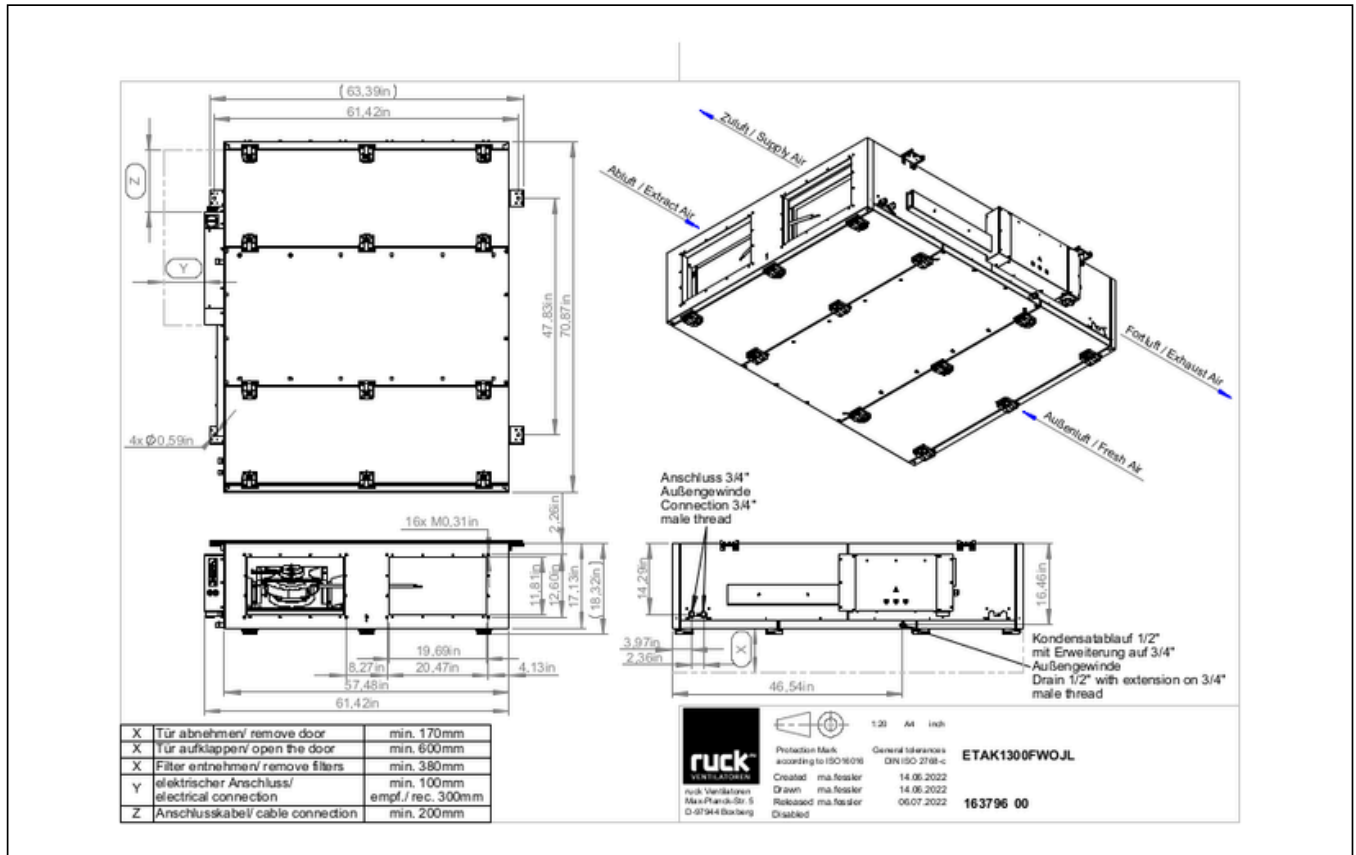 (63,39in)
61,42in
Z
Y
47,83in
70,87in
4x Ø0,59in
Zuluft / Supply Air
Abluft / Extract Air
Fortluft / Exhaust Air
Außenluft / Fresh Air
16x M0,31in
2,26in
11,81in
12,60in
17,13in
(18,32in)
19,69in
8,27in
20,47in
4,13in
57,48in
61,42in
Anschluss 3/4"
Außengewinde
Connection 3/4"
male thread
14,29in
16,46in
3,97in
2,36in
X
46,54in
Kondensatablauf 1/2"
mit Erweiterung auf 3/4"
Außengewinde
Drain 1/2" with extension on 3/4"
male thread
X Tür abnehmen/ remove door min. 170mm
X Tür aufklappen/ open the door min. 600mm
X Filter entnehmen/ remove filters min. 380mm
Y elektrischer Anschluss/ electrical connection min. 100mm empf./ rec. 300mm
Z Anschlusskabel/ cable connection min. 200mm
ruck
VENTILATOREN
ruck Ventilatoren
Max-Planck-Str. 5
D-97944 Boxberg
1:20 A4 inch
Protection Mark according to ISO16016
General tolerances DIN ISO 2768-c
ETAK1300FWOJL
Created ma.fessler 14.06.2022
Drawn ma.fessler 14.06.2022
Released ma.fessler 06.07.2022
Disabled
163796 00